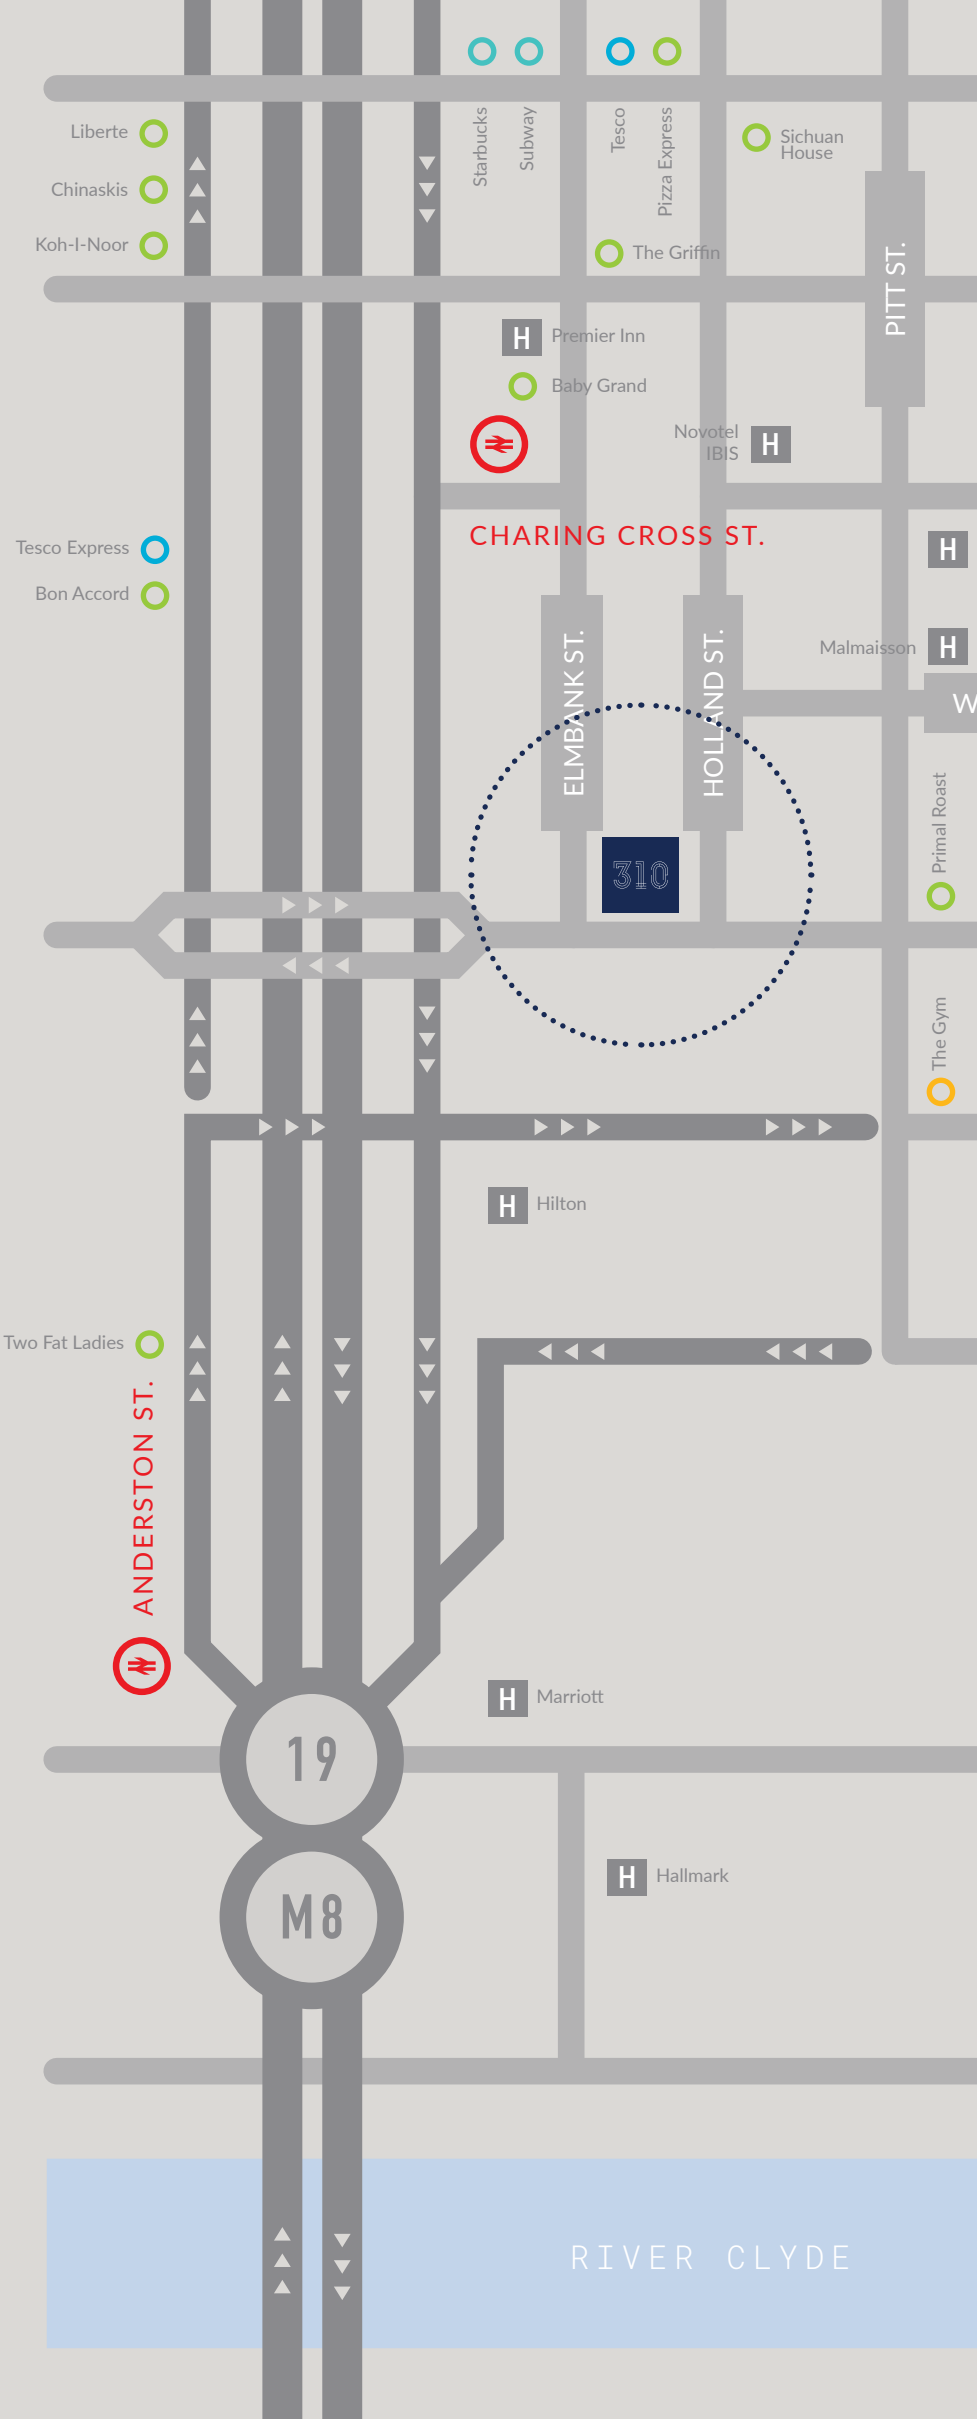 Starbucks
Subway
Tesco
Pizza Express
Liberte
Chinaskis
Koh-I-Noor
Sichuan
House
The Griffin
PITT ST.
H
Premier Inn
Baby Grand
Novotel
IBIS
H
CHARING CROSS ST.
Tesco Express
Bon Accord
H
Malmaisson
H
ELMBANK ST.
HOLLAND ST.
W
Primal Roast
310
The Gym
H
Hilton
Two Fat Ladies
ANDERSTON ST.
H
Marriott
19
H
Hallmark
M8
RIVER CLYDE